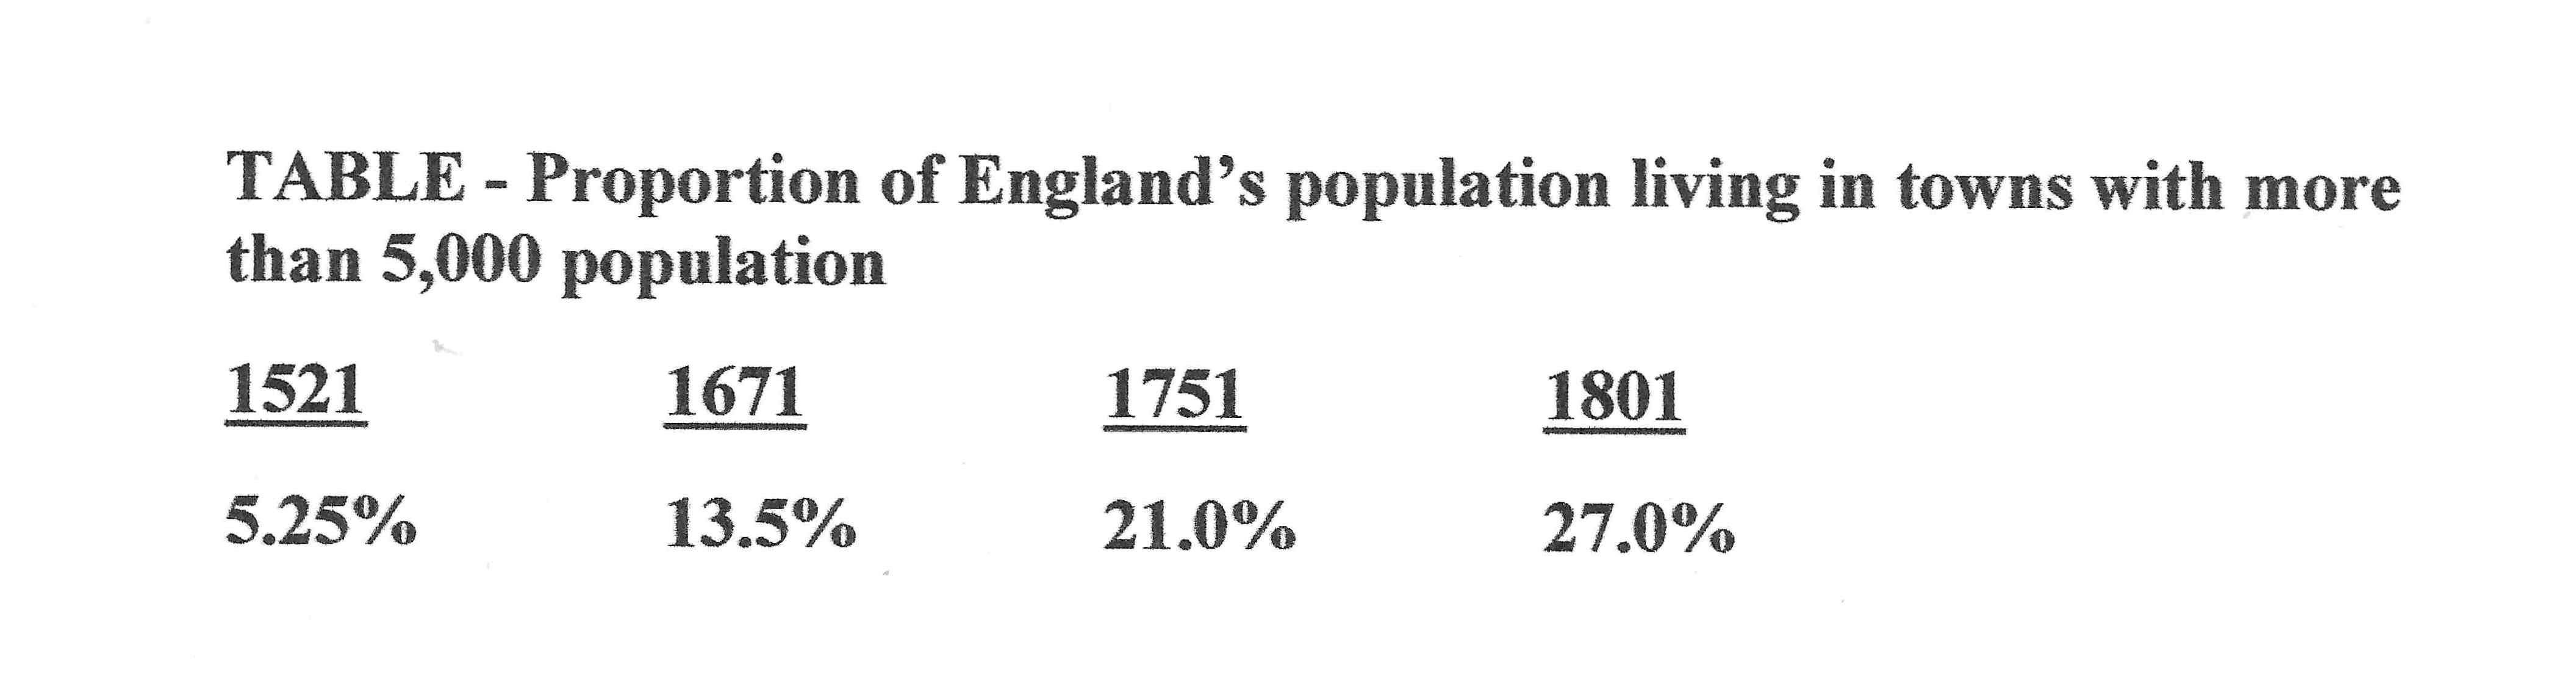 TABLE - Proportion of England’s population living in towns with more
than 5,000 population
1521 1671 1751 1801
5.25% 13.5% 21.0% 27.0%